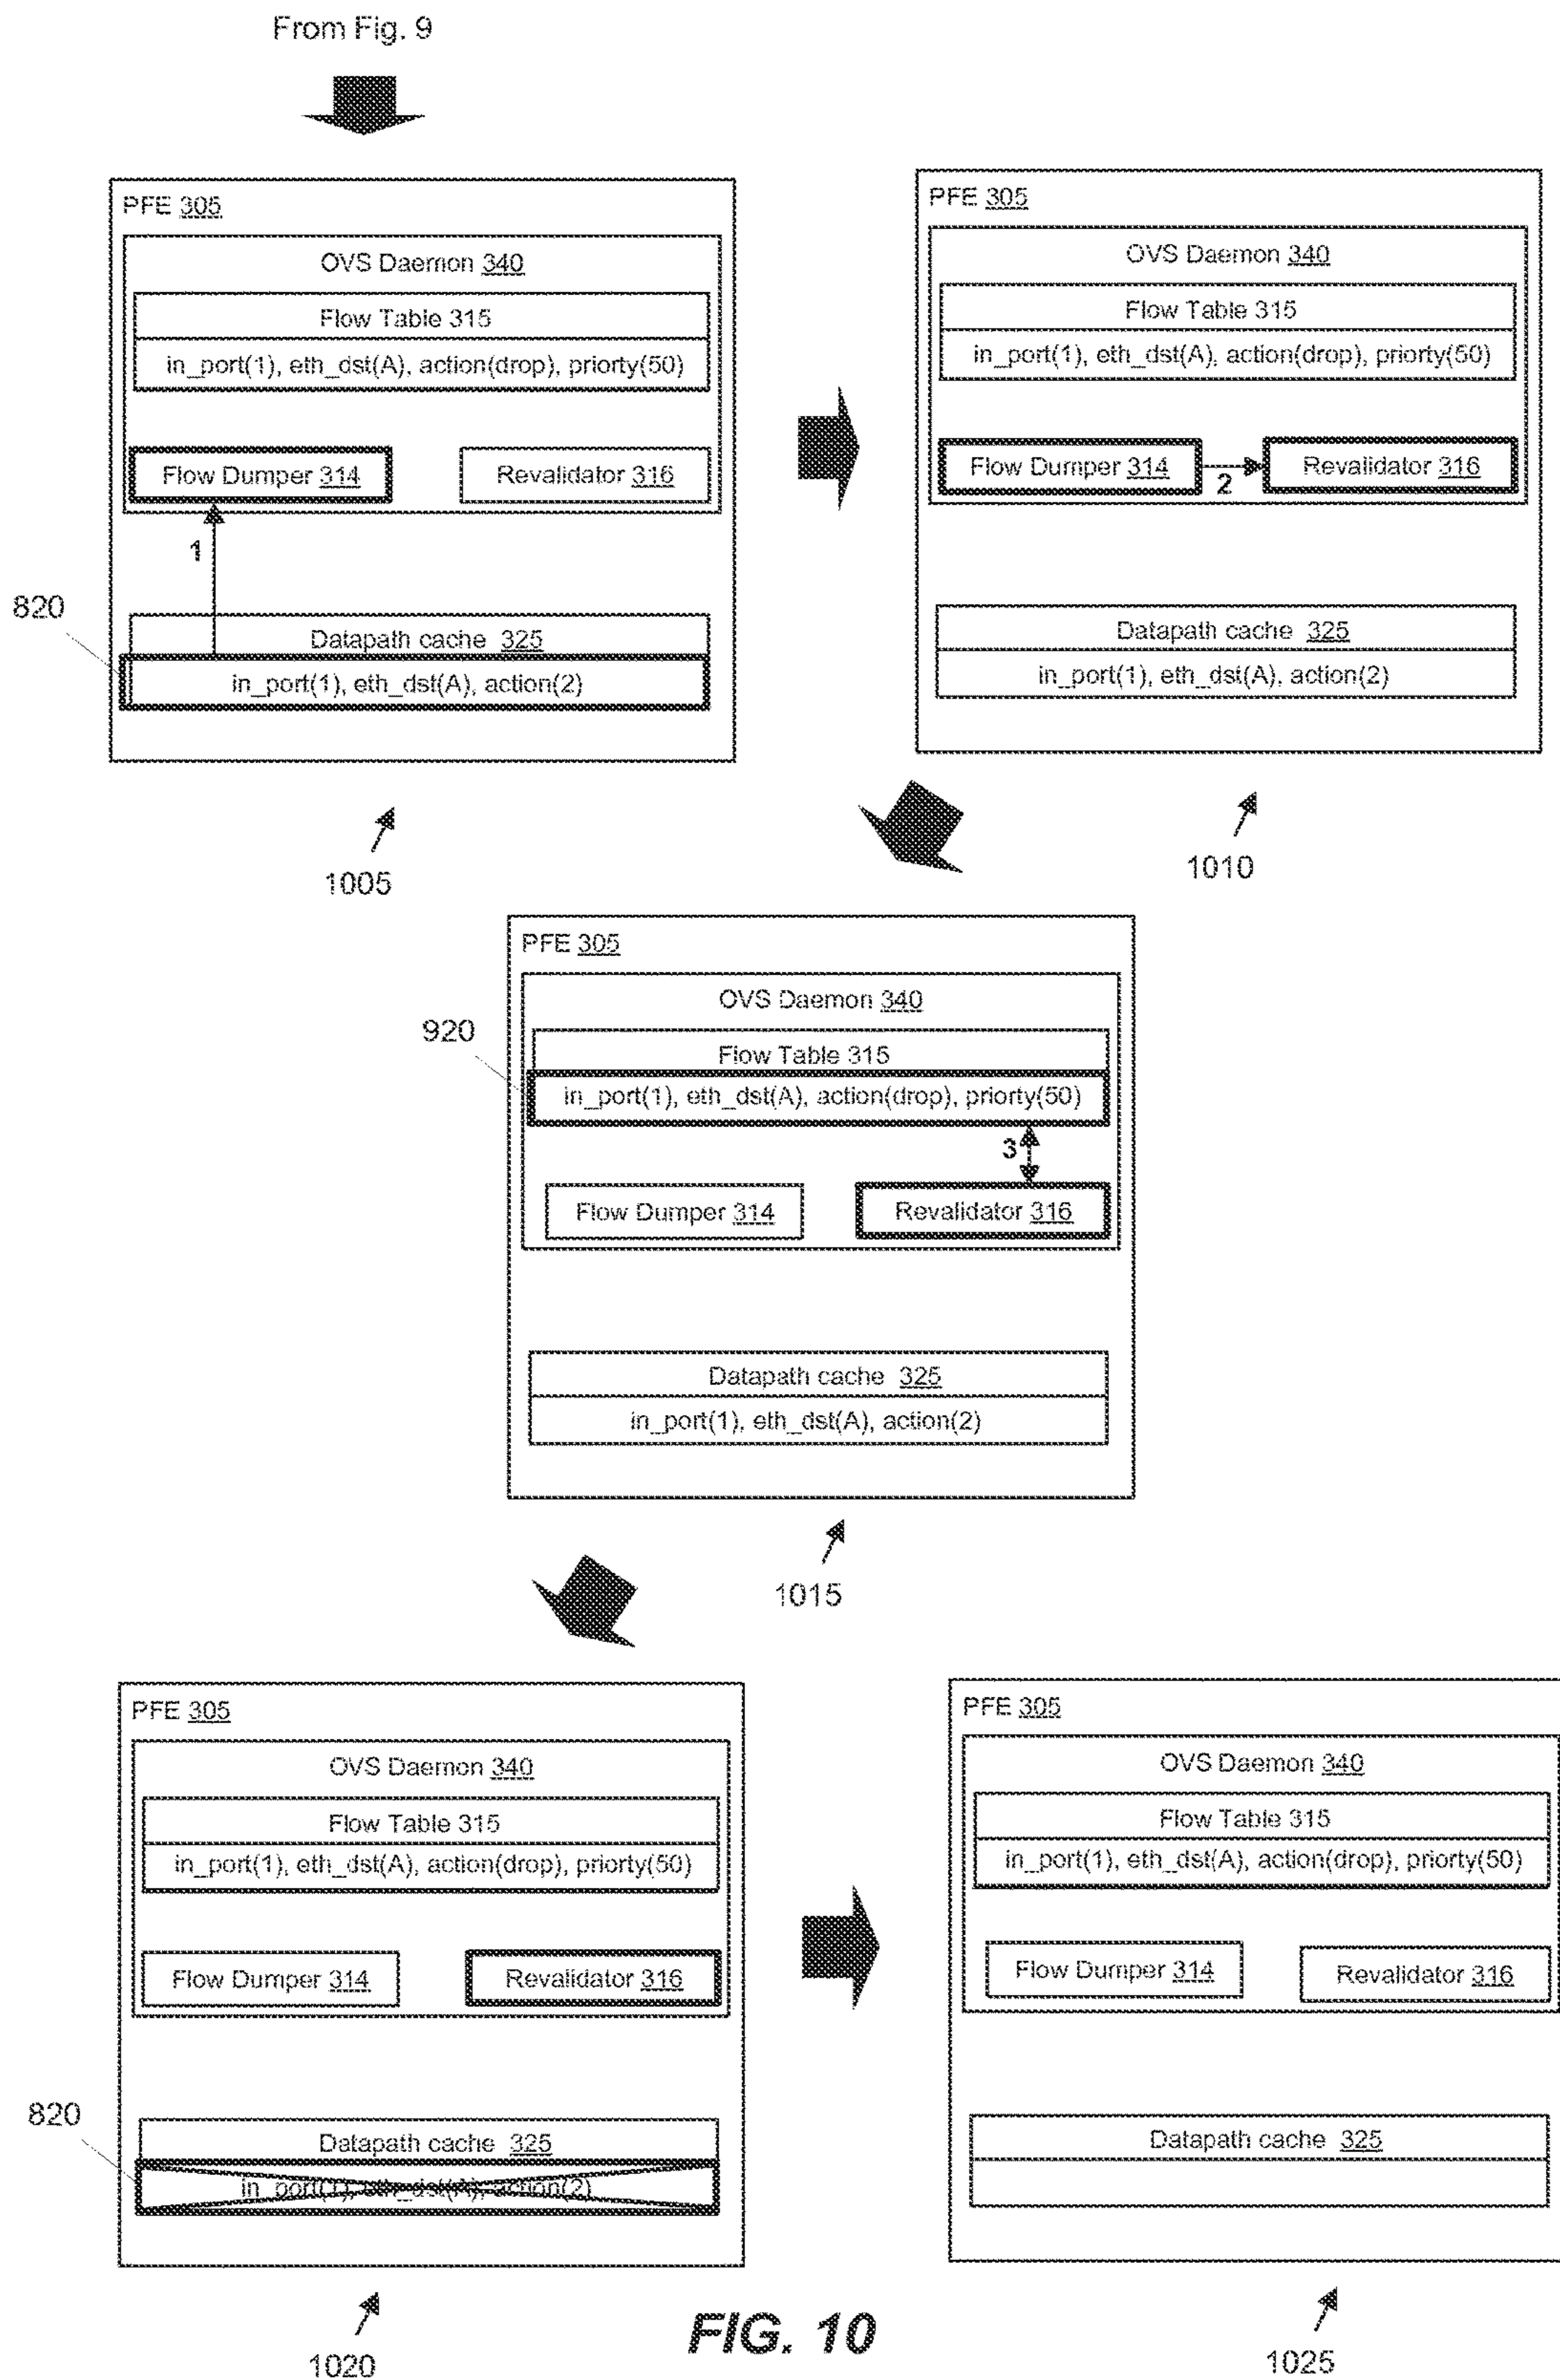 From Fig. 9
PFE 305
OVS Daemon 340
Flow Table 315
in_port(1), eth_dst(A), action(drop), priorty(50)
Flow Dumper 314
Revalidator 316
1
820
Datapath cache 325
in_port(1), eth_dst(A), action(2)
1005
PFE 305
OVS Daemon 340
Flow Table 315
in_port(1), eth_dst(A), action(drop), priorty(50)
Flow Dumper 314
2
Revalidator 316
Datapath cache 325
in_port(1), eth_dst(A), action(2)
1010
PFE 305
OVS Daemon 340
920
Flow Table 315
in_port(1), eth_dst(A), action(drop), priorty(50)
3
Flow Dumper 314
Revalidator 316
Datapath cache 325
in_port(1), eth_dst(A), action(2)
1015
PFE 305
OVS Daemon 340
Flow Table 315
in_port(1), eth_dst(A), action(drop), priorty(50)
Flow Dumper 314
Revalidator 316
820
Datapath cache 325
in_port(1), eth_dst(A), action(2)
1020
PFE 305
OVS Daemon 340
Flow Table 315
in_port(1), eth_dst(A), action(drop), priorty(50)
Flow Dumper 314
Revalidator 316
Datapath cache 325
1025
FIG. 10